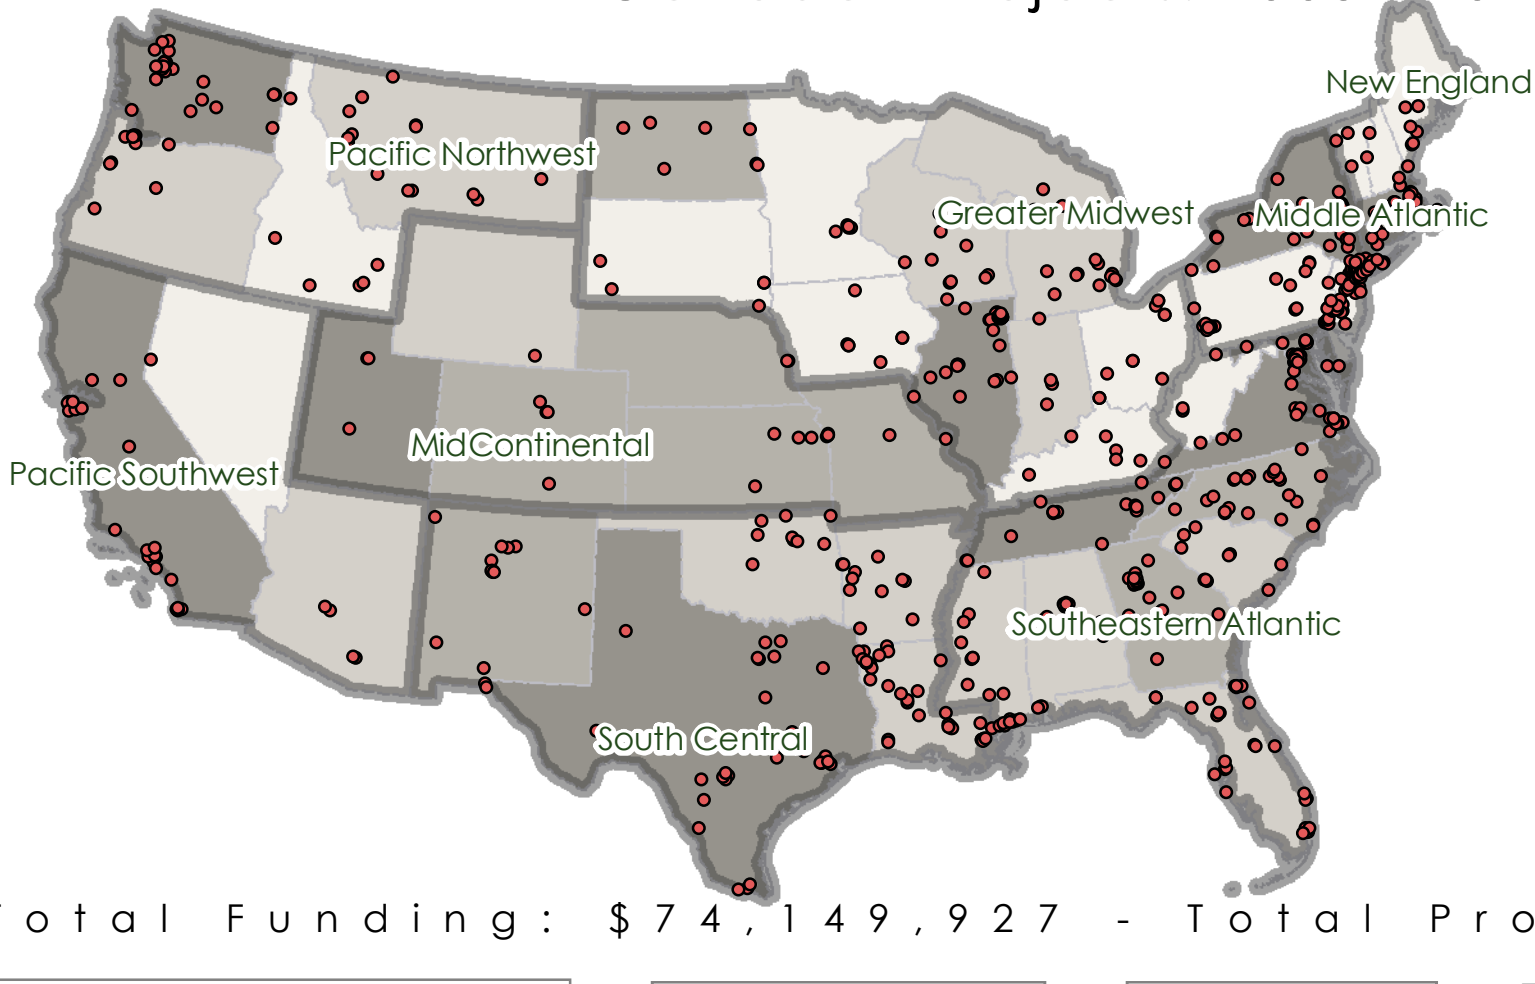 New England
Pacific Northwest
Greater Midwest
Middle Atlantic
MidContinental
Pacific Southwest
Southeastern Atlantic
South Central
otal Funding: $74,149,927 - Total Pro